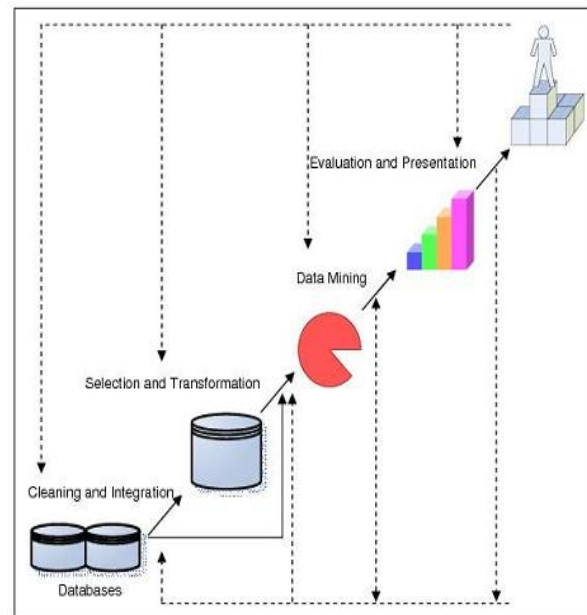 Evaluation and Presentation
Data Mining
Selection and Transformation
Cleaning and Integration
Databases